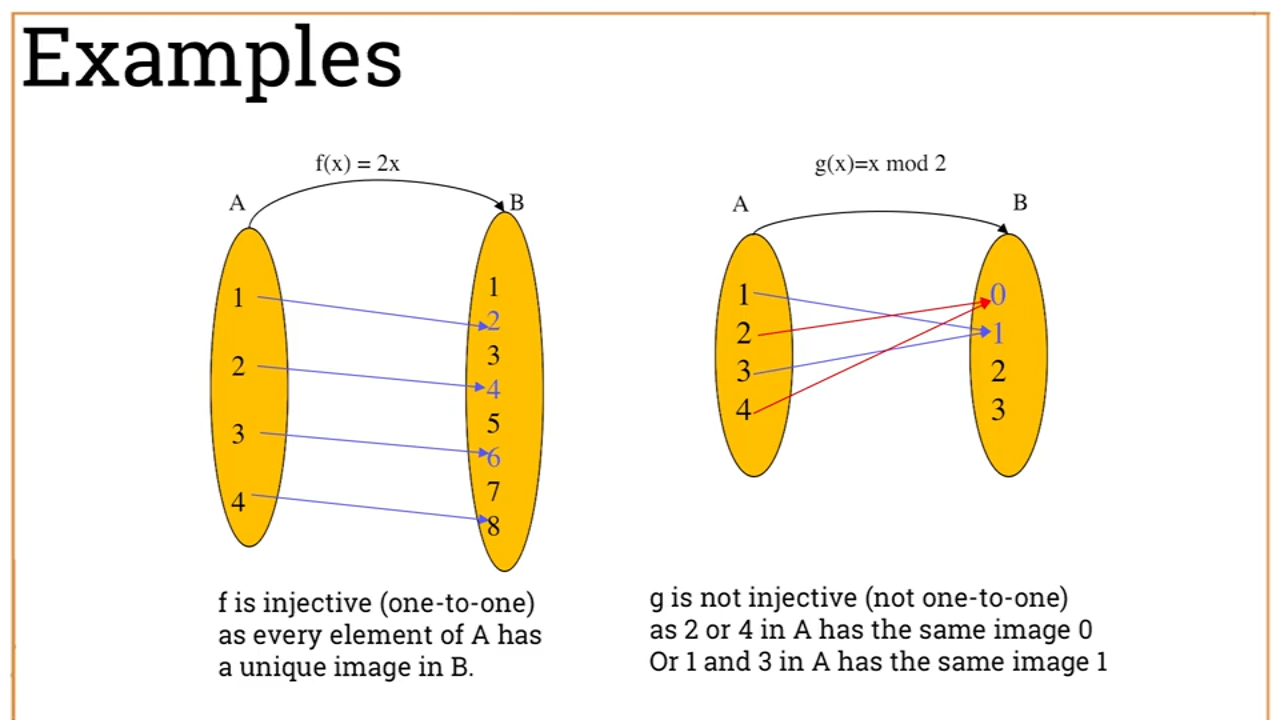 Examples
f(x) = 2x
A
B
1
2
3
4
1
2
3
4
5
6
7
8
f is injective (one-to-one)
as every element of A has
a unique image in B.
g(x)=x mod 2
A
B
1
2
3
4
0
1
2
3
g is not injective (not one-to-one)
as 2 or 4 in A has the same image 0
Or 1 and 3 in A has the same image 1